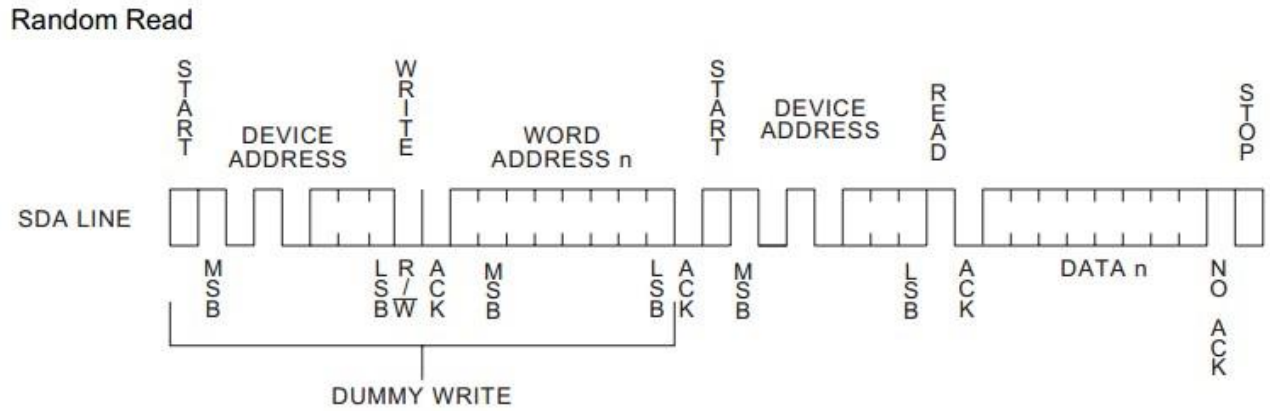 Random Read
START
DEVICE
ADDRESS
WRITE
WORD
ADDRESS n
START
DEVICE
ADDRESS
READ
STOP
SDA LINE
MSB
LSB
R/W̅
ACK
MSB
LSB
ACK
MSB
LSB
ACK
DATA n
NO ACK
DUMMY WRITE